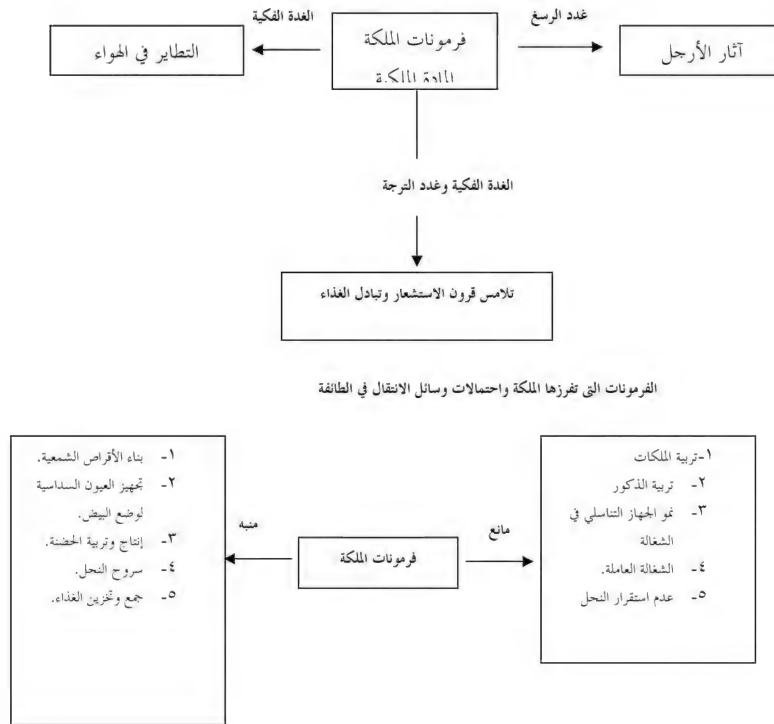 غدد الرسغ
الغدة الفكية
آثار الأرجل
فرمونات الملكة
المادة الملكية
التطاير في الهواء
الغدة الفكية وغدد الترجة
تلامس قرون الاستشعار وتبادل الغذاء
الفرمونات التى تفرزها الملكة واحتمالات وسائل الانتقال في الطائفة
١-تربية الملكات
٢- تربية الذكور
٣- نمو الجهاز التناسلي في
الشغالة
٤- الشغالة العاملة.
٥- عدم استقرار النحل
مانع
فرمونات الملكة
منبه
١- بناء الأقراص الشمعية.
٢- تجهيز العيون السداسية
لوضع البيض.
٣- إنتاج وتربية الحضنة.
٤- سروح النحل.
٥- جمع وتخزين الغذاء.